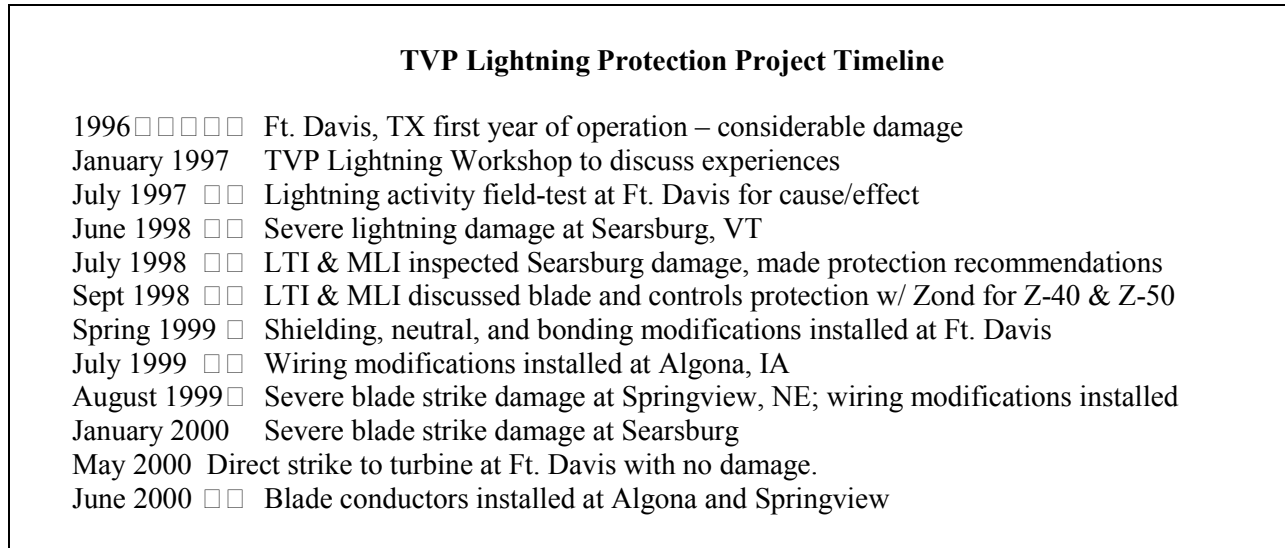 TVP Lightning Protection Project Timeline
1996□□□□□ Ft. Davis, TX first year of operation – considerable damage
January 1997 TVP Lightning Workshop to discuss experiences
July 1997 □□ Lightning activity field-test at Ft. Davis for cause/effect
June 1998 □□ Severe lightning damage at Searsburg, VT
July 1998 □□ LTI & MLI inspected Searsburg damage, made protection recommendations
Sept 1998 □□ LTI & MLI discussed blade and controls protection w/ Zond for Z-40 & Z-50
Spring 1999 □ Shielding, neutral, and bonding modifications installed at Ft. Davis
July 1999 □□ Wiring modifications installed at Algona, IA
August 1999□ Severe blade strike damage at Springview, NE; wiring modifications installed
January 2000 Severe blade strike damage at Searsburg
May 2000 Direct strike to turbine at Ft. Davis with no damage.
June 2000 □□ Blade conductors installed at Algona and Springview